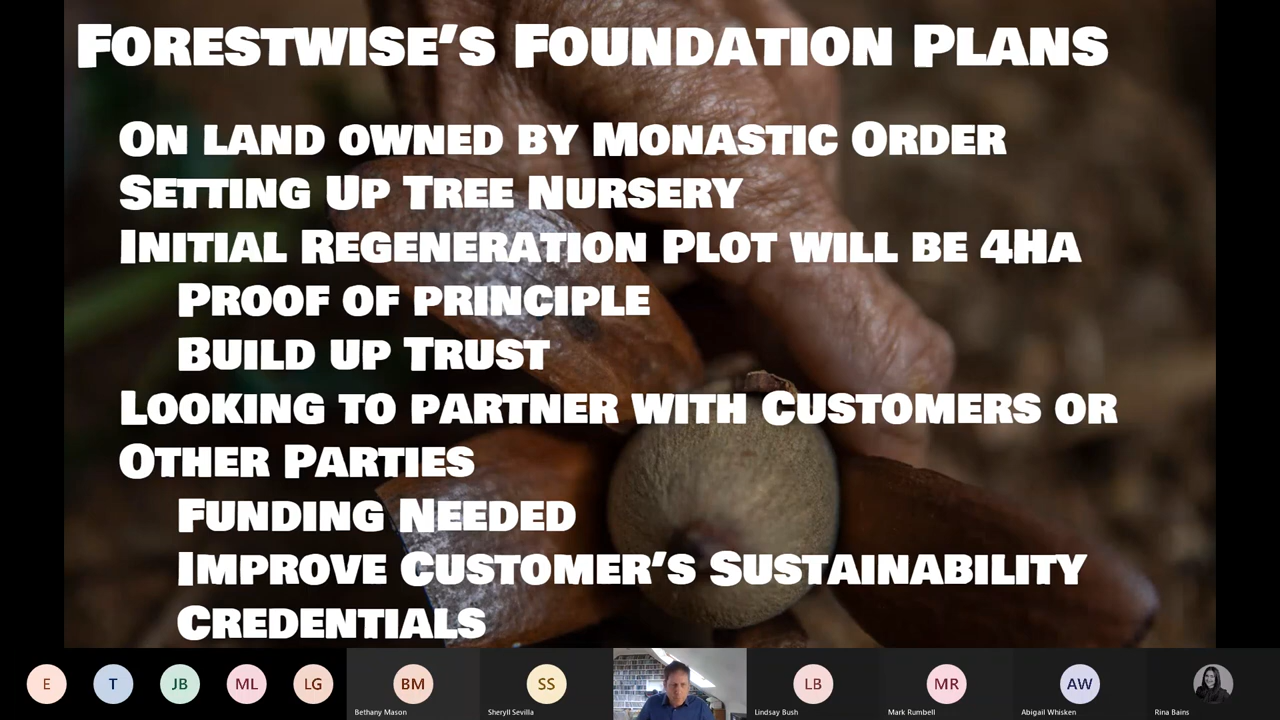 Forestwise's Foundation Plans
On land owned by Monastic Order
Setting Up Tree Nursery
Initial Regeneration Plot will be 4Ha
Proof of principle
Build up Trust
Looking to partner with Customers or
Other Parties
Funding Needed
Improve Customer's Sustainability
Credentials
E T JB ML LG BM SS LB MR AW
Bethany Mason Sheryll Sevilla Lindsay Bush Mark Rumbell Abigail Whisken Rina Bains